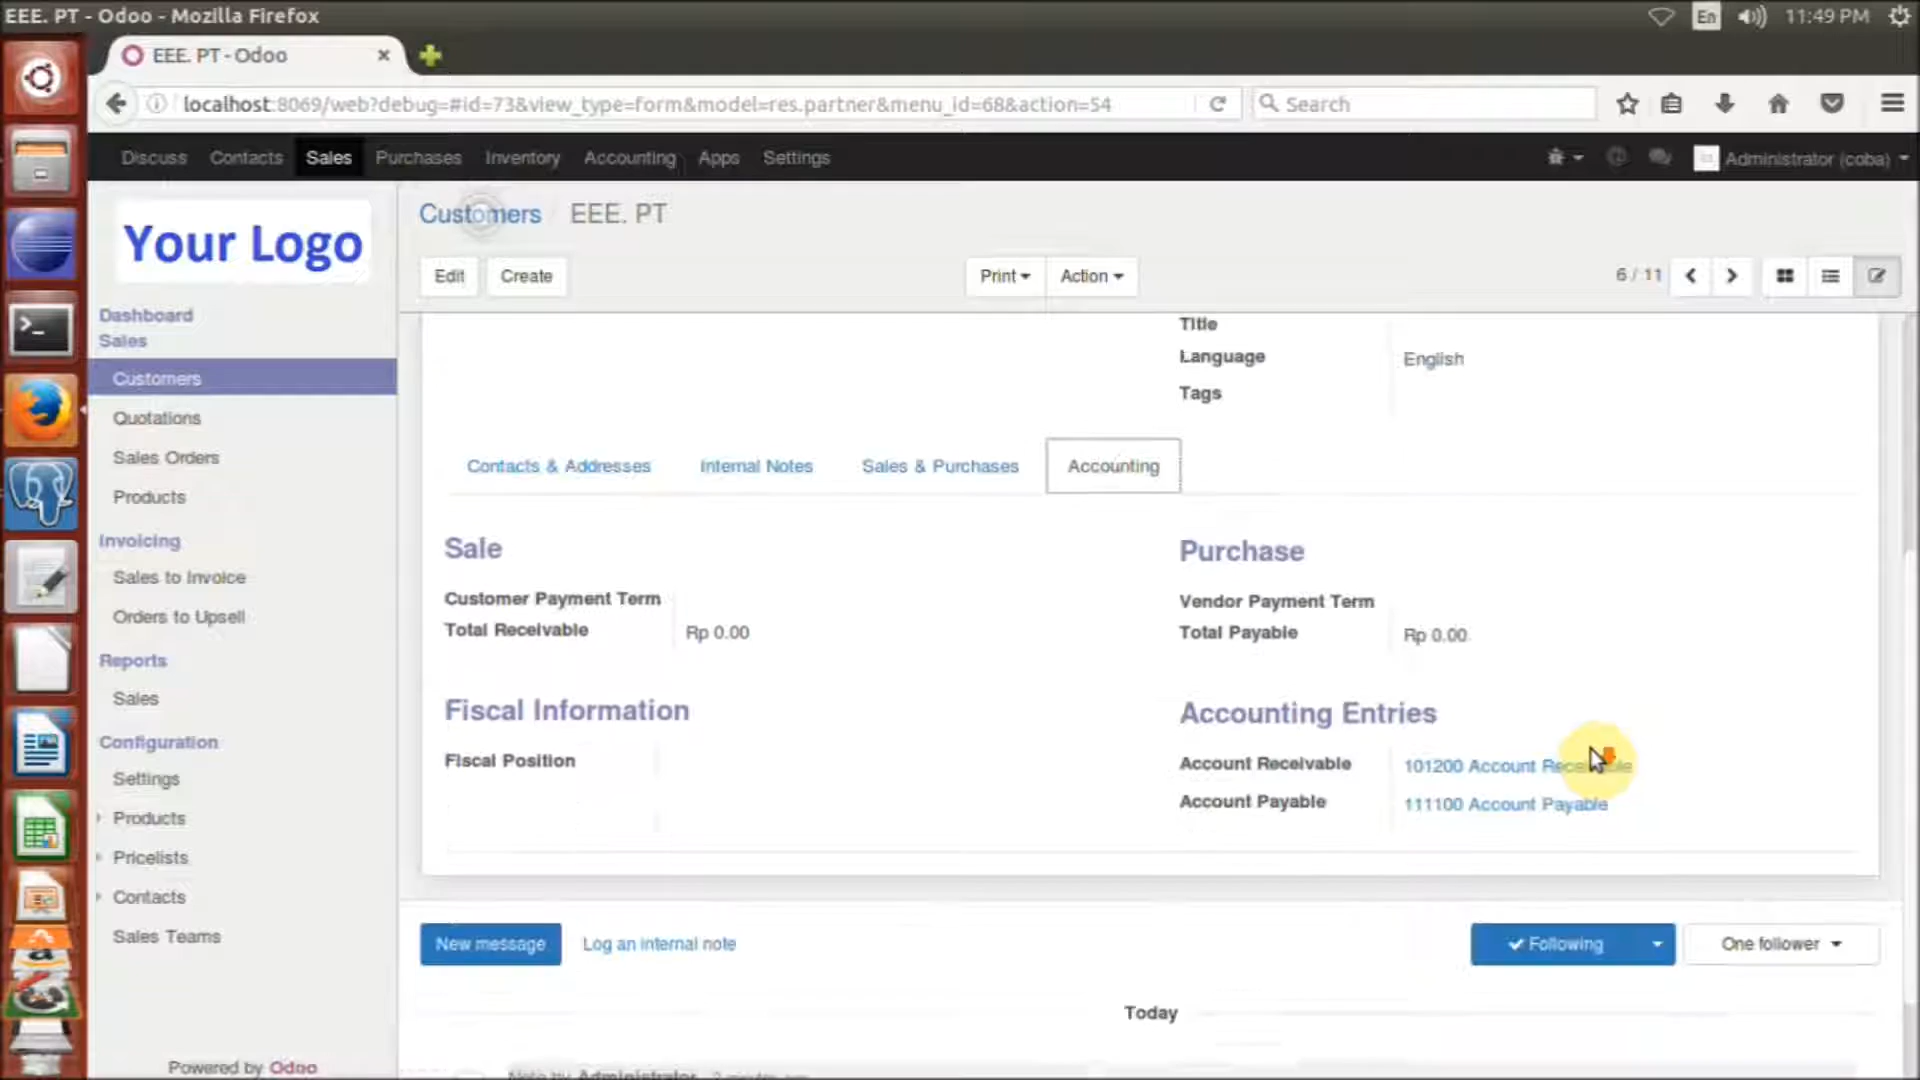 EEE. PT - Odoo - Mozilla Firefox
En
11:49 PM
EEE. PT - Odoo
localhost:8069/web?debug=#id=73&view_type=form&model=res.partner&menu_id=68&action=54
Search
Discuss Contacts Sales Purchases Inventory Accounting Apps Settings
Administrator (coba)
Your Logo
Customers EEE. PT
Edit Create Print Action 6 / 11
Dashboard
Sales
Customers
Quotations
Sales Orders
Products
Invoicing
Sales to Invoice
Orders to Upsell
Reports
Sales
Configuration
Settings
Products
Pricelists
Contacts
Sales Teams
Powered by Odoo
Title
Language English
Tags
Contacts & Addresses Internal Notes Sales & Purchases Accounting
Sale
Customer Payment Term
Total Receivable Rp 0.00
Purchase
Vendor Payment Term
Total Payable Rp 0.00
Fiscal Information
Fiscal Position
Accounting Entries
Account Receivable 101200 Account Receivable
Account Payable 111100 Account Payable
New message Log an internal note Following One follower
Today
Note by Administrator